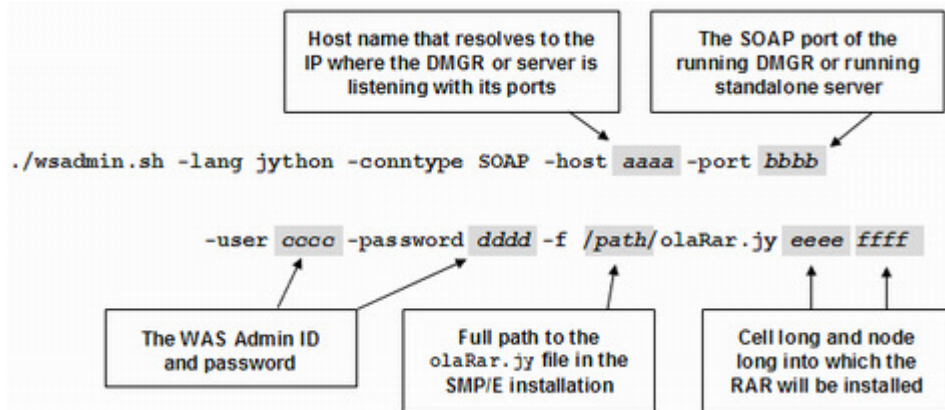 Host name that resolves to the
IP where the DMGR or server is
listening with its ports
The SOAP port of the
running DMGR or running
standalone server
./wsadmin.sh -lang jython -conntype SOAP -host aaaa -port bbbb
-user cccc -password dddd -f /path/olaRar.jy eeee ffff
The WAS Admin ID
and password
Full path to the
olaRar.jy file in the
SMP/E installation
Cell long and node
long into which the
RAR will be installed